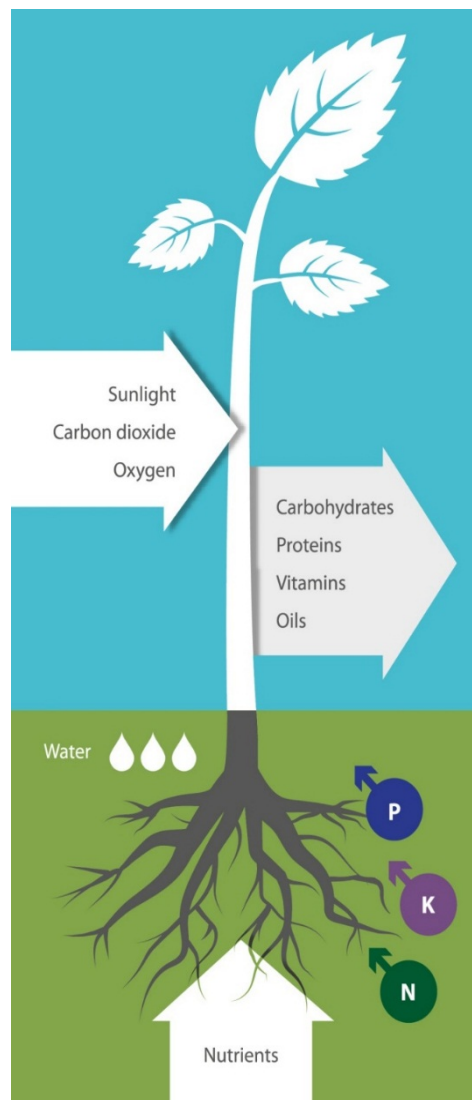 Sunlight
Carbon dioxide
Oxygen
Carbohydrates
Proteins
Vitamins
Oils
Water
P
K
N
Nutrients